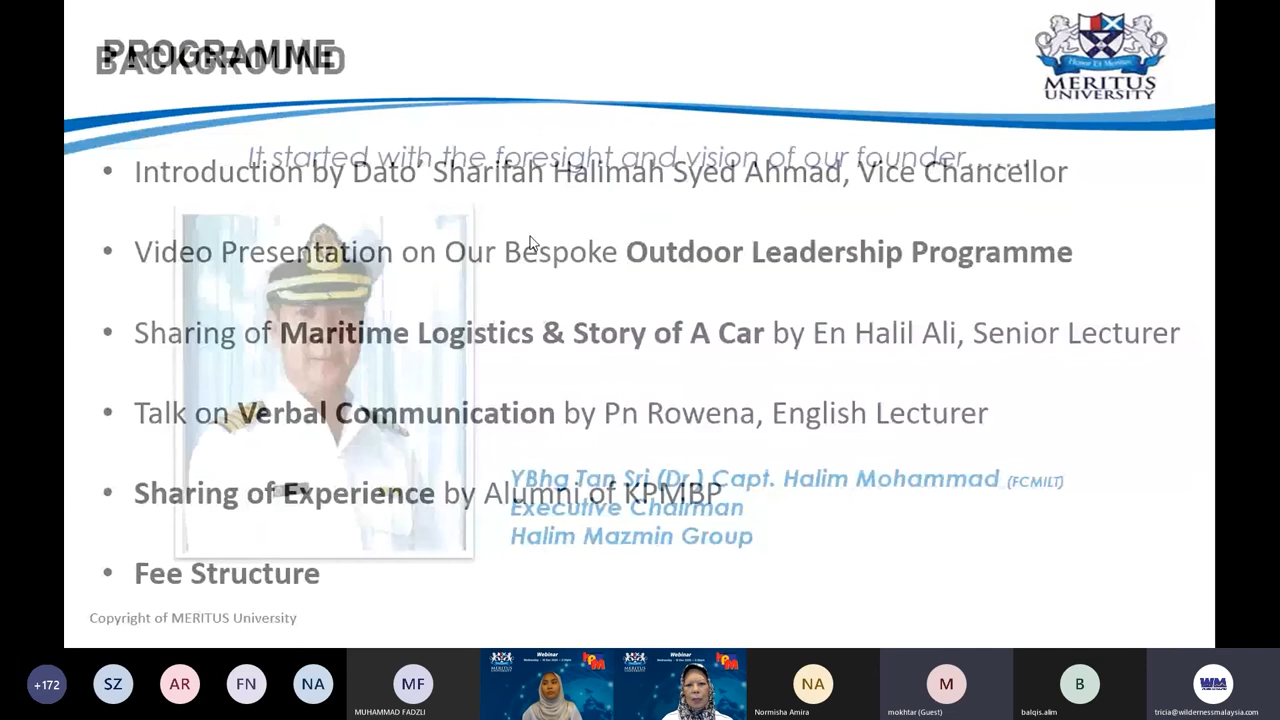 PROGRAMME
BACKGROUND
MERITUS
UNIVERSITY
It started with the foresight and vision of our founder.......
• Introduction by Dato' Sharifah Halimah Syed Ahmad, Vice Chancellor
• Video Presentation on Our Bespoke Outdoor Leadership Programme
• Sharing of Maritime Logistics & Story of A Car by En Halil Ali, Senior Lecturer
• Talk on Verbal Communication by Pn Rowena, English Lecturer
YBhg Tan Sri (Dr.) Capt. Halim Mohammad (FCMILT)
• Sharing of Experience by Alumni of KPMBP
Executive Chairman
Halim Mazmin Group
• Fee Structure
Copyright of MERITUS University
+172
SZ
AR
FN
NA
MF
MUHAMMAD FADZLI
MERITUS
Webinar
MERITUS
Webinar
NA
Normisha Amira
M
mokhtar (Guest)
B
balqis.alim
WM
tricia@wildernessmalaysia.com